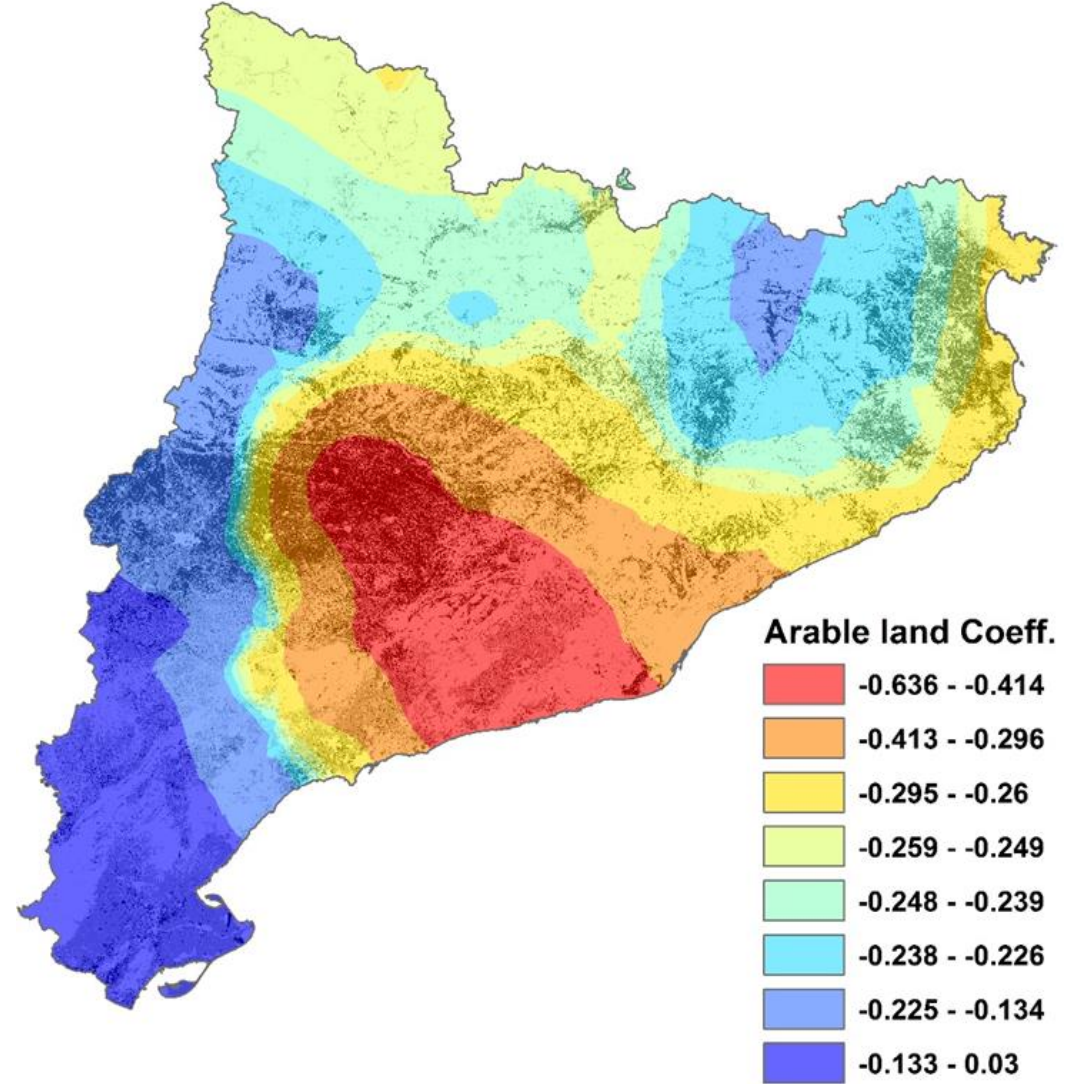 Arable land Coeff.
-0.636 - -0.414
-0.413 - -0.296
-0.295 - -0.26
-0.259 - -0.249
-0.248 - -0.239
-0.238 - -0.226
-0.225 - -0.134
-0.133 - 0.03